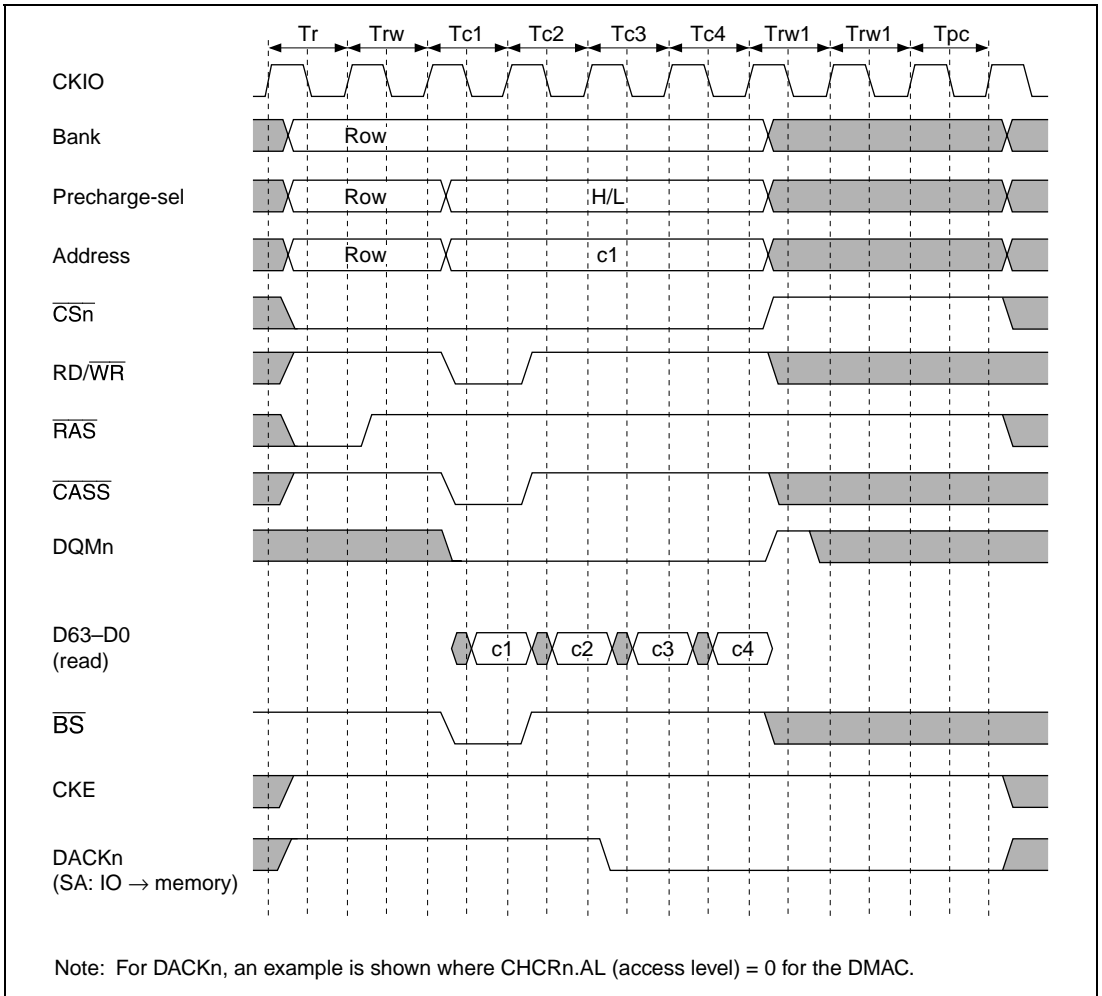 Tr Trw Tc1 Tc2 Tc3 Tc4 Trw1 Trw1 Tpc
CKIO
Bank Row
Precharge-sel Row H/L
Address Row c1
CSn
RD/WR
RAS
CASS
DQMn
D63–D0
(read) c1 c2 c3 c4
BS
CKE
DACKn
(SA: IO → memory)
Note: For DACKn, an example is shown where CHCRn.AL (access level) = 0 for the DMAC.